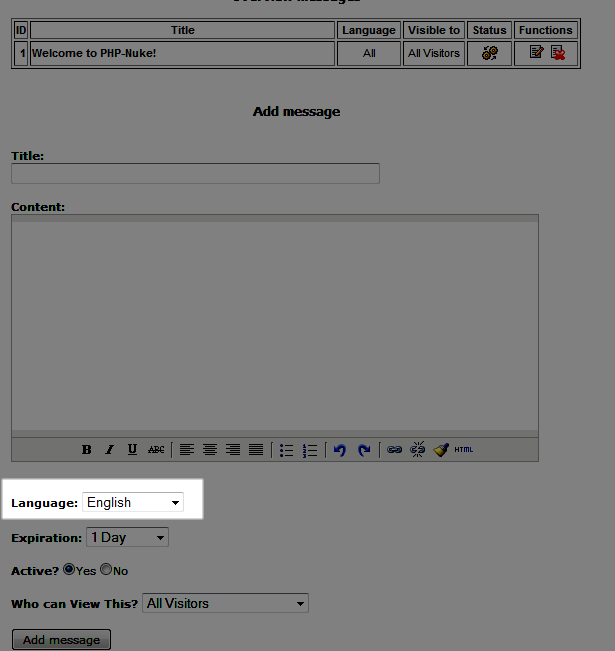 ID Title Language Visible to Status Functions
1 Welcome to PHP-Nuke! All All Visitors
Add message
Title:
Content:
B I U ABC HTML
Language: English
Expiration: 1 Day
Active? Yes No
Who can View This? All Visitors
Add message